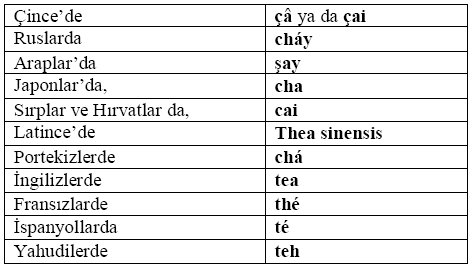 Çince’de çâ ya da çai
Ruslarda cháy
Araplar’da şay
Japonlar’da, cha
Sırplar ve Hırvatlar da, cai
Latince’de Thea sinensis
Portekizlerde chá
İngilizlerde tea
Fransızlarda thé
İspanyollarda té
Yahudilerde teh